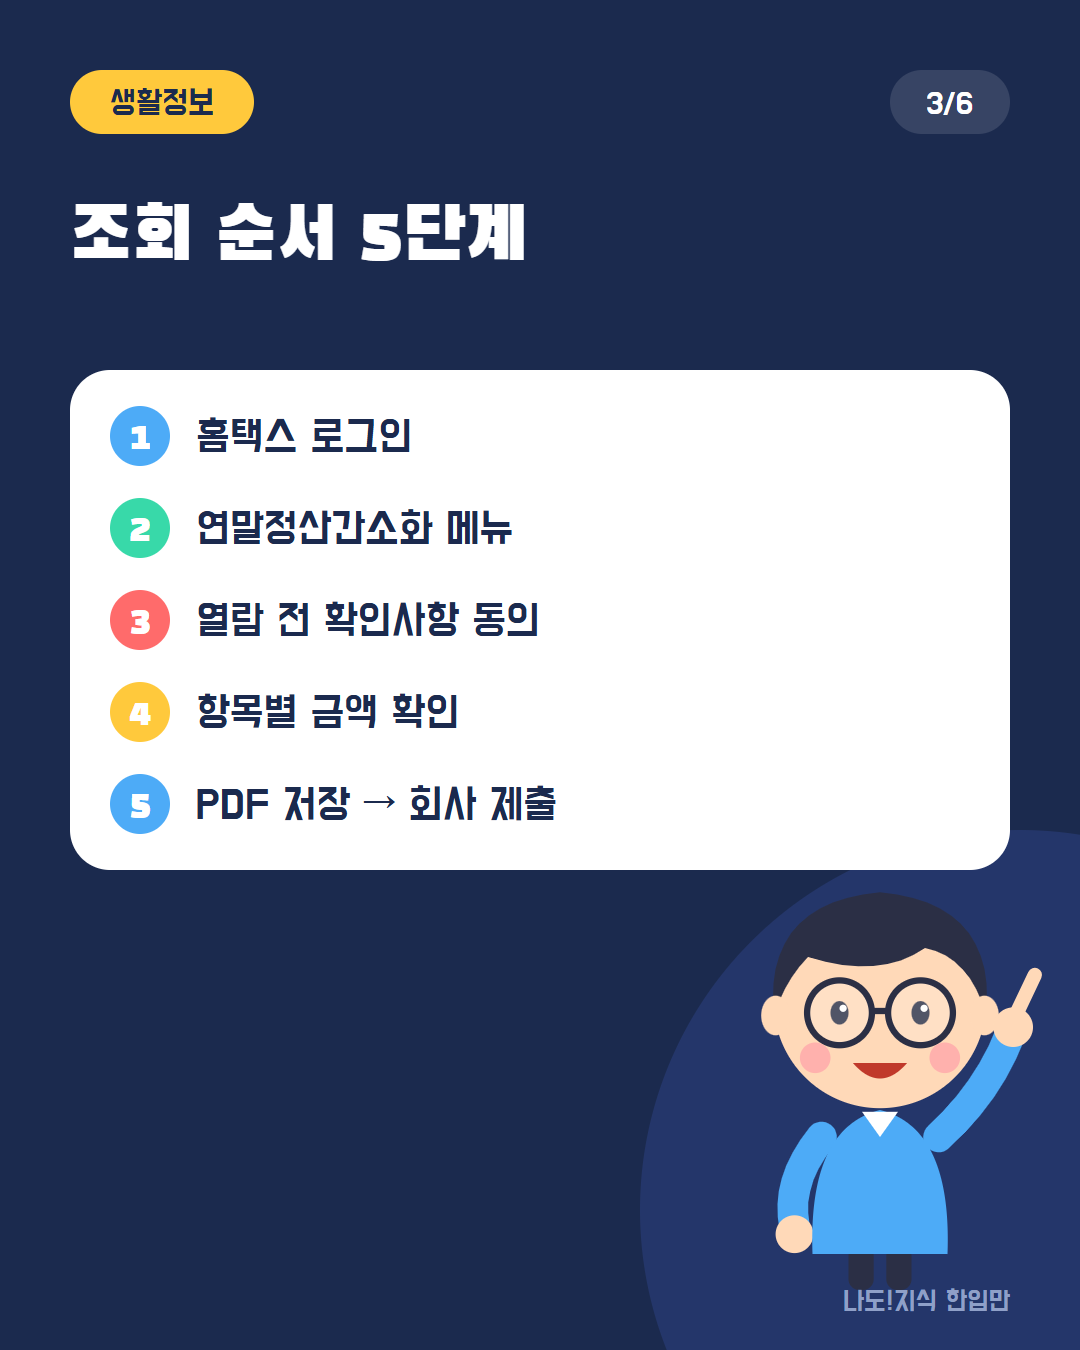 생활정보
3/6
조회 순서 5단계
1 홈택스 로그인
2 연말정산간소화 메뉴
3 열람 전 확인사항 동의
4 항목별 금액 확인
5 PDF 저장 → 회사 제출
나도!지식 한입만